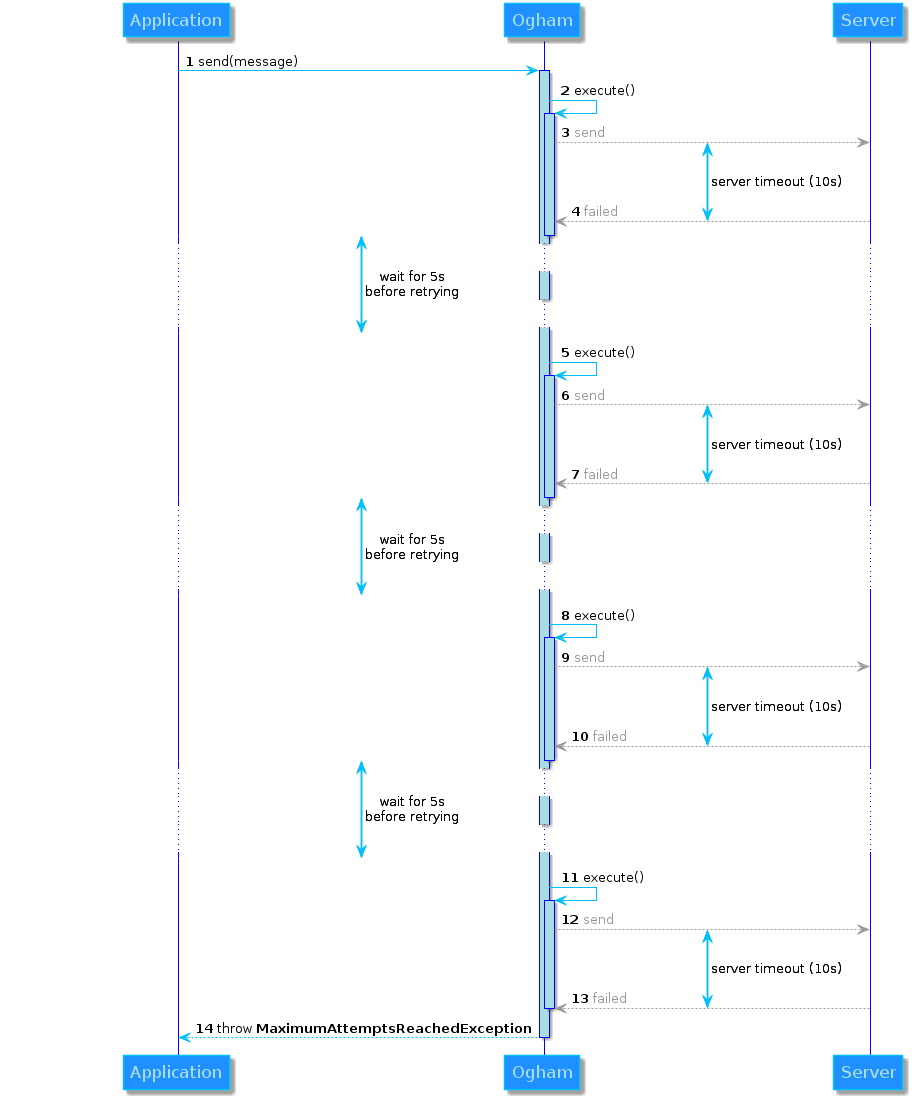 Application
Ogham
Server
1 send(message)
2 execute()
3 send
server timeout (10s)
4 failed
wait for 5s
before retrying
5 execute()
6 send
server timeout (10s)
7 failed
wait for 5s
before retrying
8 execute()
9 send
server timeout (10s)
10 failed
wait for 5s
before retrying
11 execute()
12 send
server timeout (10s)
13 failed
14 throw MaximumAttemptsReachedException
Application
Ogham
Server